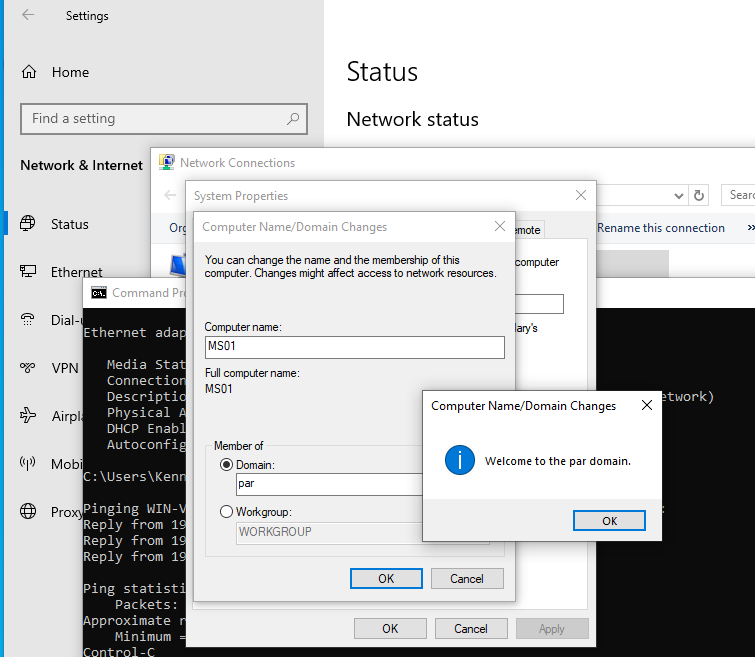 Settings
Home
Find a setting
Network & Internet
Status
Ethernet
Dial-u
VPN
Airpla
Mobi
Proxy
Status
Network status
Network Connections
Org
Rename this connection
»
Sear
System Properties
emote
computer
lary's
OK
Cancel
Apply
Computer Name/Domain Changes
You can change the name and the membership of this
computer. Changes might affect access to network resources.
Computer name:
MS01
Full computer name:
MS01
Member of
Domain:
par
Workgroup:
WORKGROUP
OK
Cancel
Computer Name/Domain Changes
Welcome to the par domain.
OK
Command Pro
Ethernet adap
Media Stat
Connection
Descriptio
etwork)
Physical A
DHCP Enabl
Autoconfig
C:\Users\Kenn
Pinging WIN-V
:
Reply from 19
Reply from 19
Reply from 19
Ping statisti
Packets:
Approximate r
Minimum =
Control-C